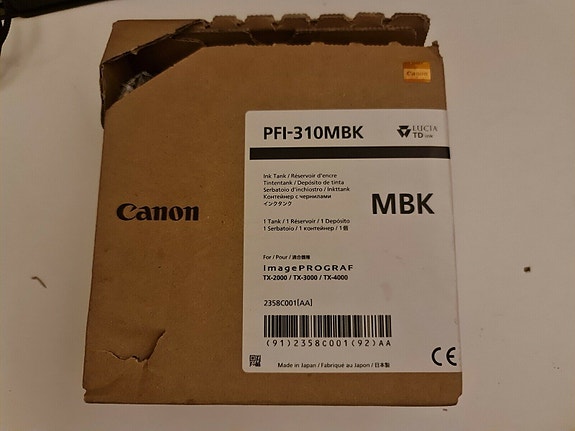 Canon
Canon
PFI-310MBK
LUCIA
TD INK
Ink Tank / Réservoir d'encre
Tintentank / Depósito de tinta
Serbatoio d'inchiostro / Inkttank
Контейнер с чернилами
インクタンク
MBK
1 Tank / 1 Réservoir / 1 Depósito
1 Serbatoio / 1 контейнер / 1個
For / Pour / 適合機種
imagePROGRAF
TX-2000 / TX-3000 / TX-4000
2358C001[AA]
(91)2358C001(92)AA
Made in Japan / Fabriqué au Japon / 日本製
CE